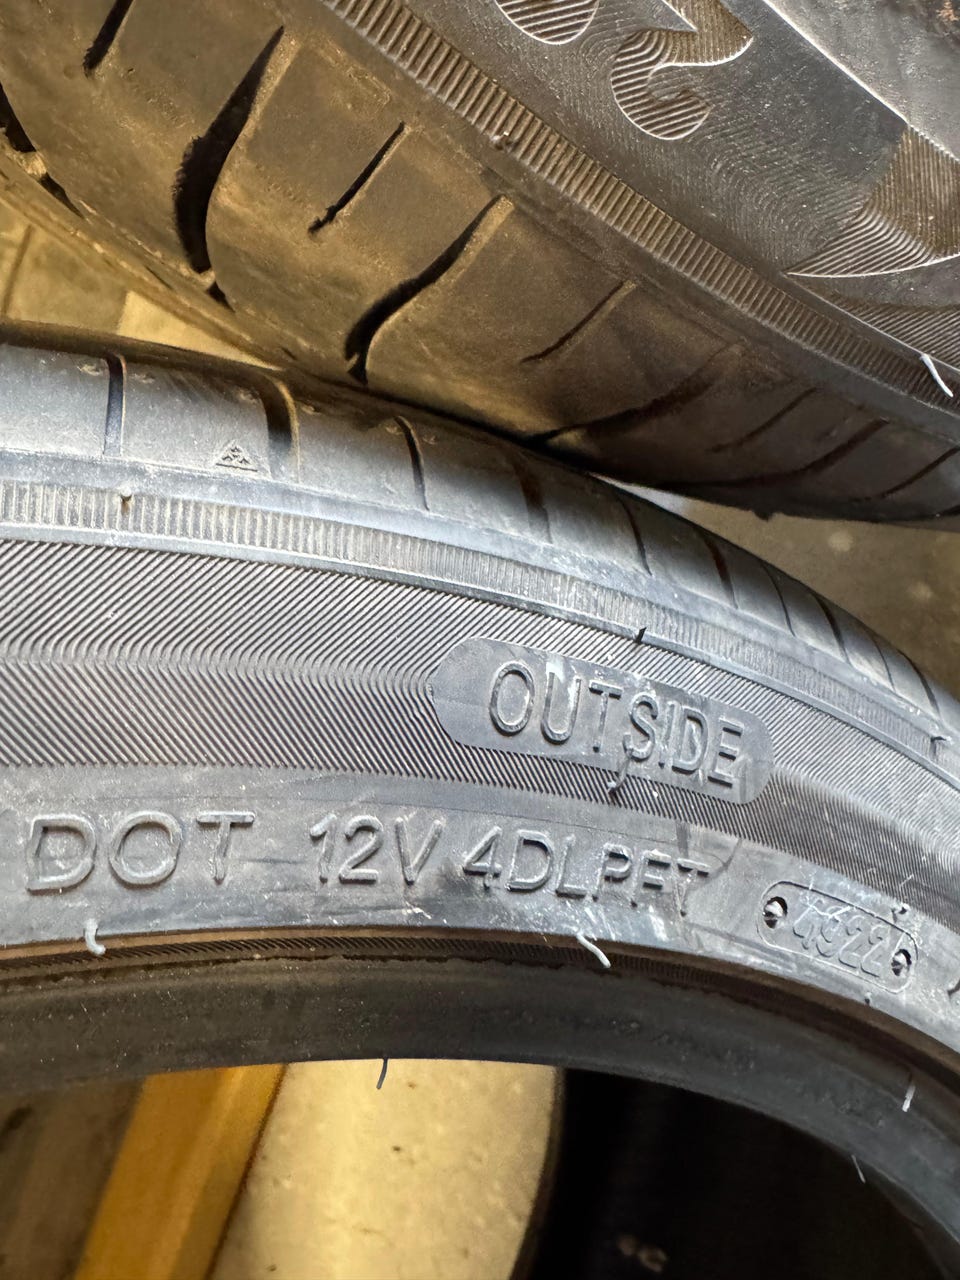 OUTSIDE
DOT 12V 4DLPFT 4922